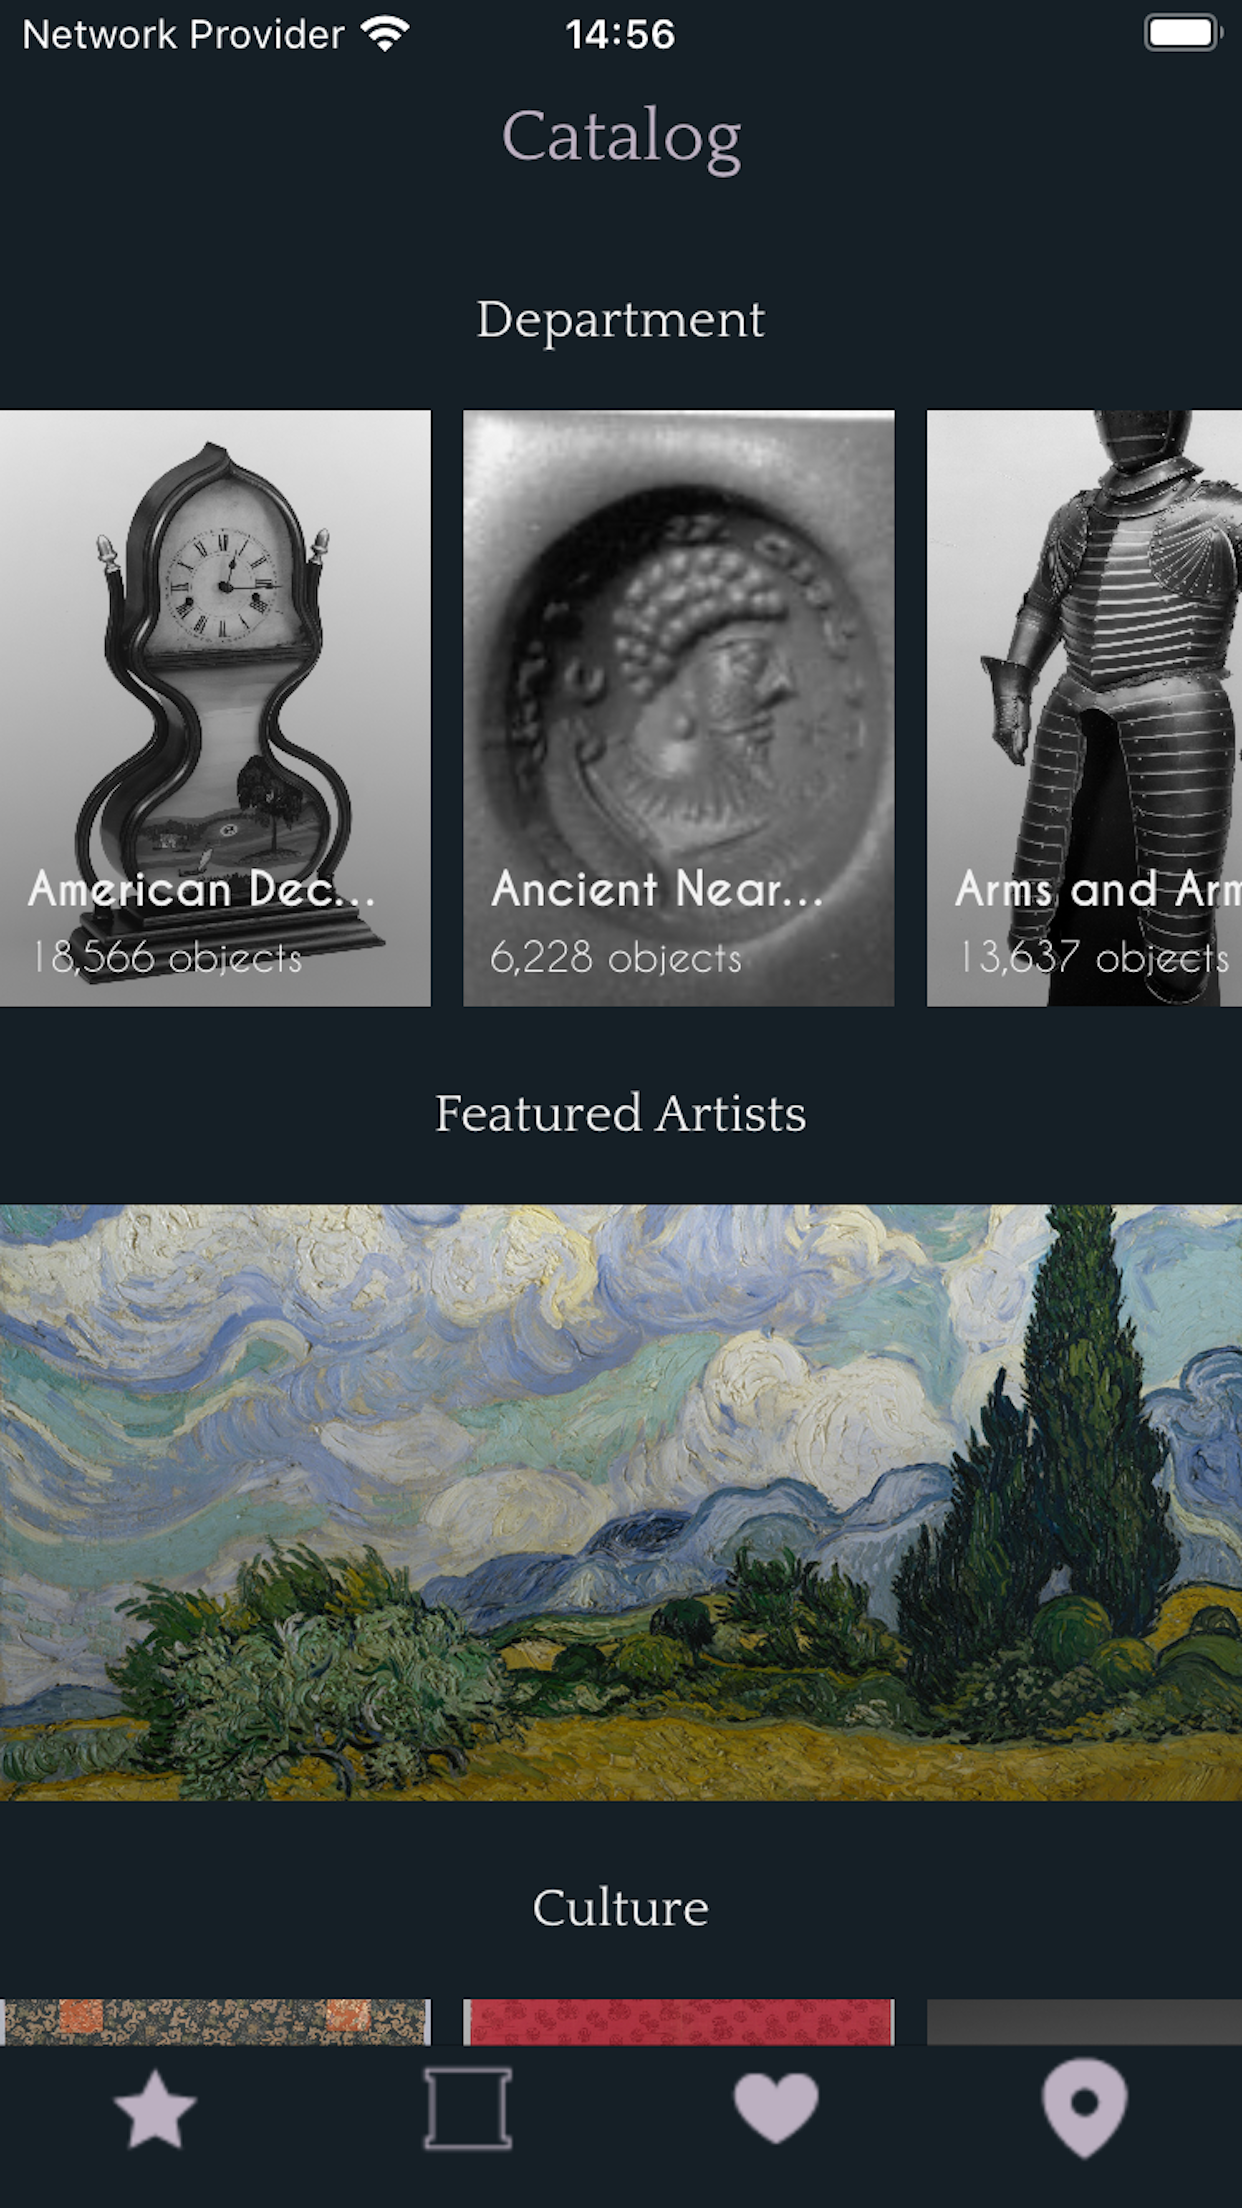 Network Provider 14:56
Catalog
Department
American Dec...
18,566 objects
Ancient Near...
6,228 objects
Arms and Arm
13,637 objects
Featured Artists
Culture